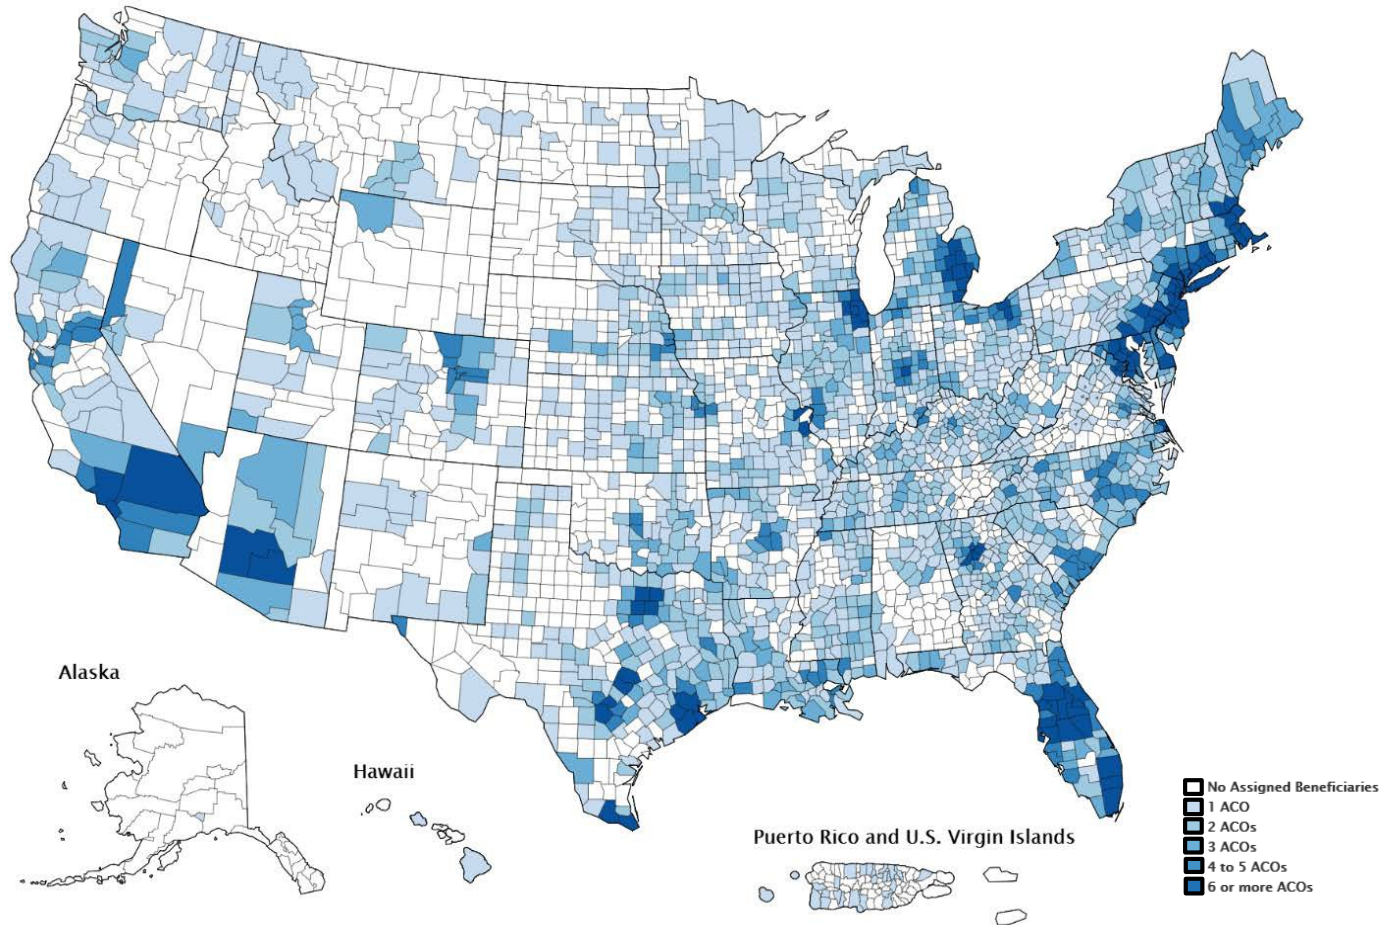 Alaska
Hawaii
Puerto Rico and U.S. Virgin Islands
No Assigned Beneficiaries
1 ACO
2 ACOs
3 ACOs
4 to 5 ACOs
6 or more ACOs